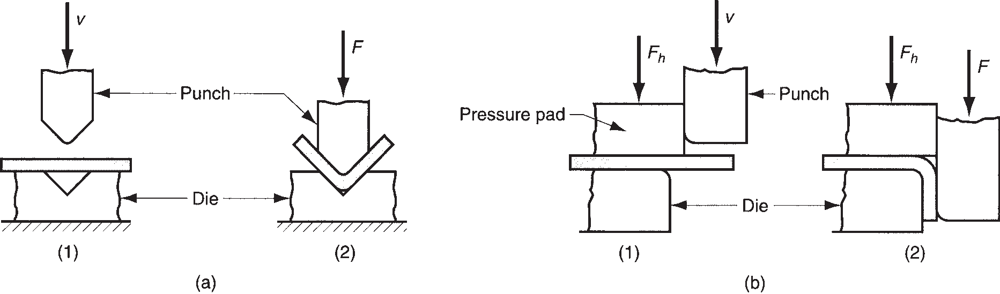 v
F
Punch
Die
(1)
(2)
(a)
F_h
v
F_h
F
Punch
Pressure pad
Die
(1)
(2)
(b)